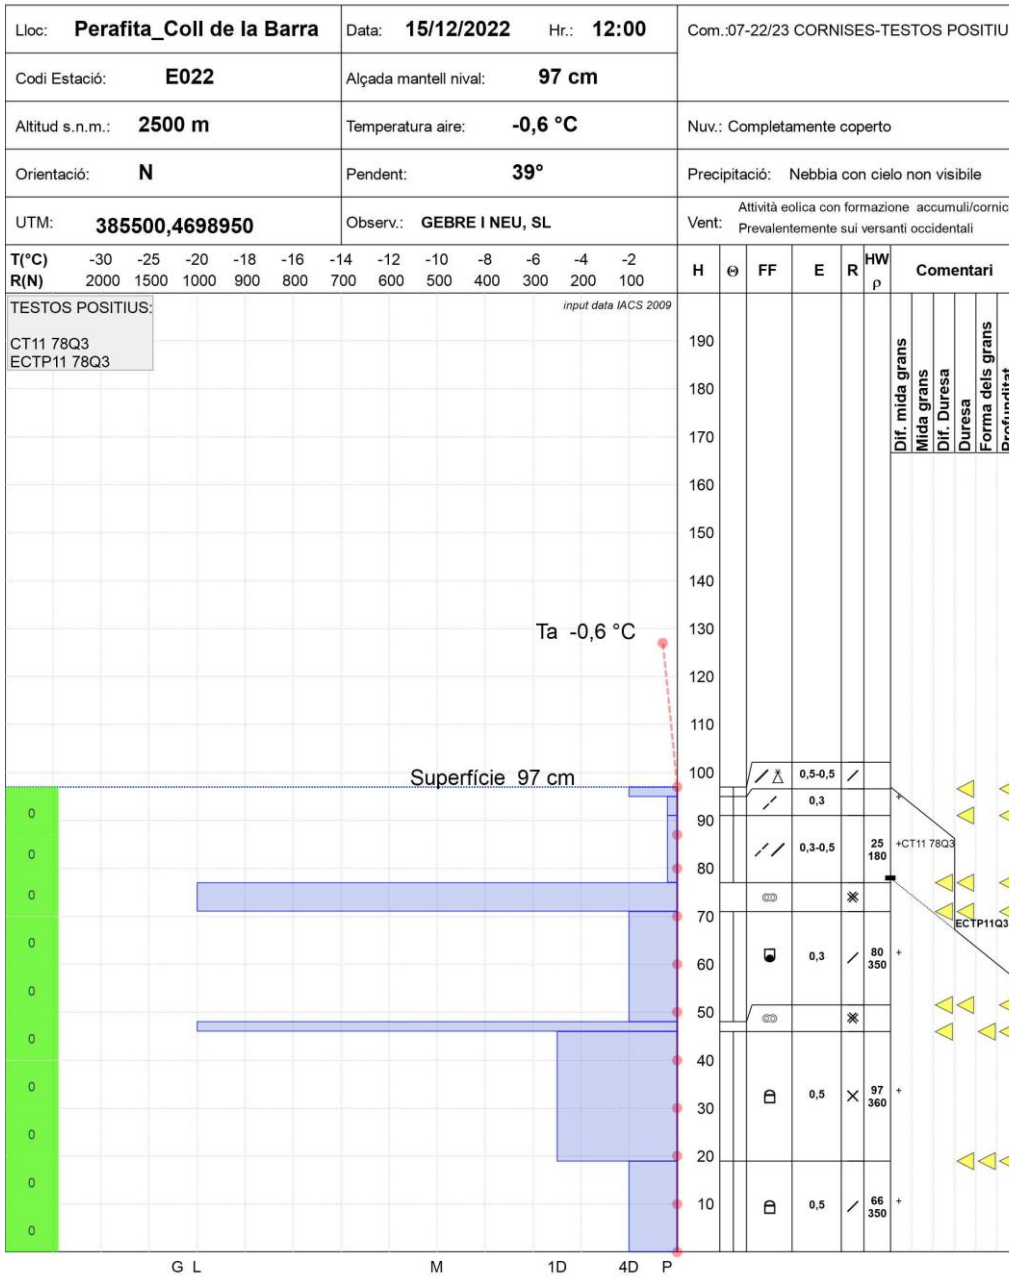 Lloc: Perafita_Coll de la Barra Data: 15/12/2022 Hr.: 12:00 Com.:07-22/23 CORNISES-TESTOS POSITIU
Codi Estació: E022 Alçada mantell nival: 97 cm
Altitud s.n.m.: 2500 m Temperatura aire: -0,6 °C Nuv.: Completamente coperto
Orientació: N Pendent: 39° Precipitació: Nebbia con cielo non visibile
UTM: 385500,4698950 Observ.: GEBRE I NEU, SL Vent: Attività eolica con formazione accumuli/cornic
Prevalentemente sui versanti occidentali
T(°C) -30 -25 -20 -18 -16 -14 -12 -10 -8 -6 -4 -2
R(N) 2000 1500 1000 900 800 700 600 500 400 300 200 100
H Θ FF E R HW ρ Comentari
TESTOS POSITIUS:
CT11 78Q3
ECTP11 78Q3
input data IACS 2009
Dif. mida grans
Mida grans
Dif. Duresa
Duresa
Forma dels grans
Profunditat
190
180
170
160
150
140
130
Ta -0,6 °C
120
110
100
Superfície 97 cm
0,5-0,5
0,3 +
0 90
0,3-0,5 25 180 +CT11 78Q3
0 80
0 70
ECTP11Q3
0 60 0,3 80 350 +
0 50
0 40
0,5 97 360 +
0 30
0 20
0 10 0,5 66 350 +
0
G L M 1D 4D P